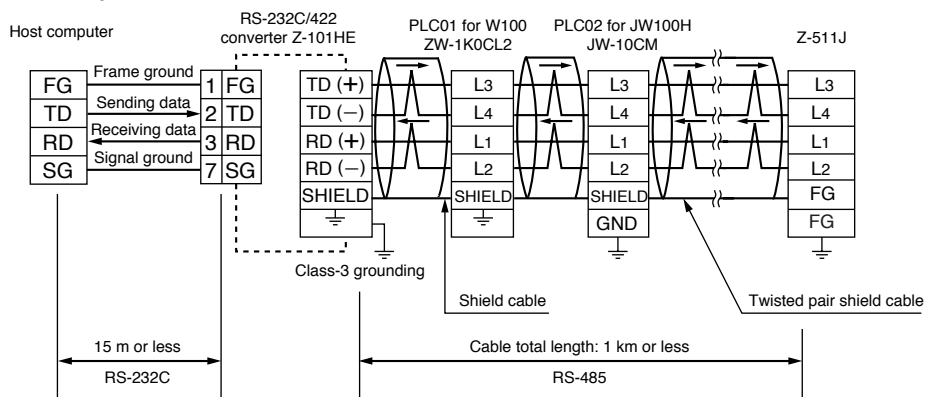 Host computer
RS-232C/422
converter Z-101HE
PLC01 for W100
ZW-1K0CL2
PLC02 for JW100H
JW-10CM
Z-511J
FG
Frame ground
1 FG
TD
Sending data
2 TD
RD
Receiving data
3 RD
SG
Signal ground
7 SG
TD (+)
TD (−)
RD (+)
RD (−)
SHIELD
L3
L4
L1
L2
SHIELD
L3
L4
L1
L2
SHIELD
GND
L3
L4
L1
L2
FG
FG
Class-3 grounding
Shield cable
Twisted pair shield cable
15 m or less
RS-232C
Cable total length: 1 km or less
RS-485